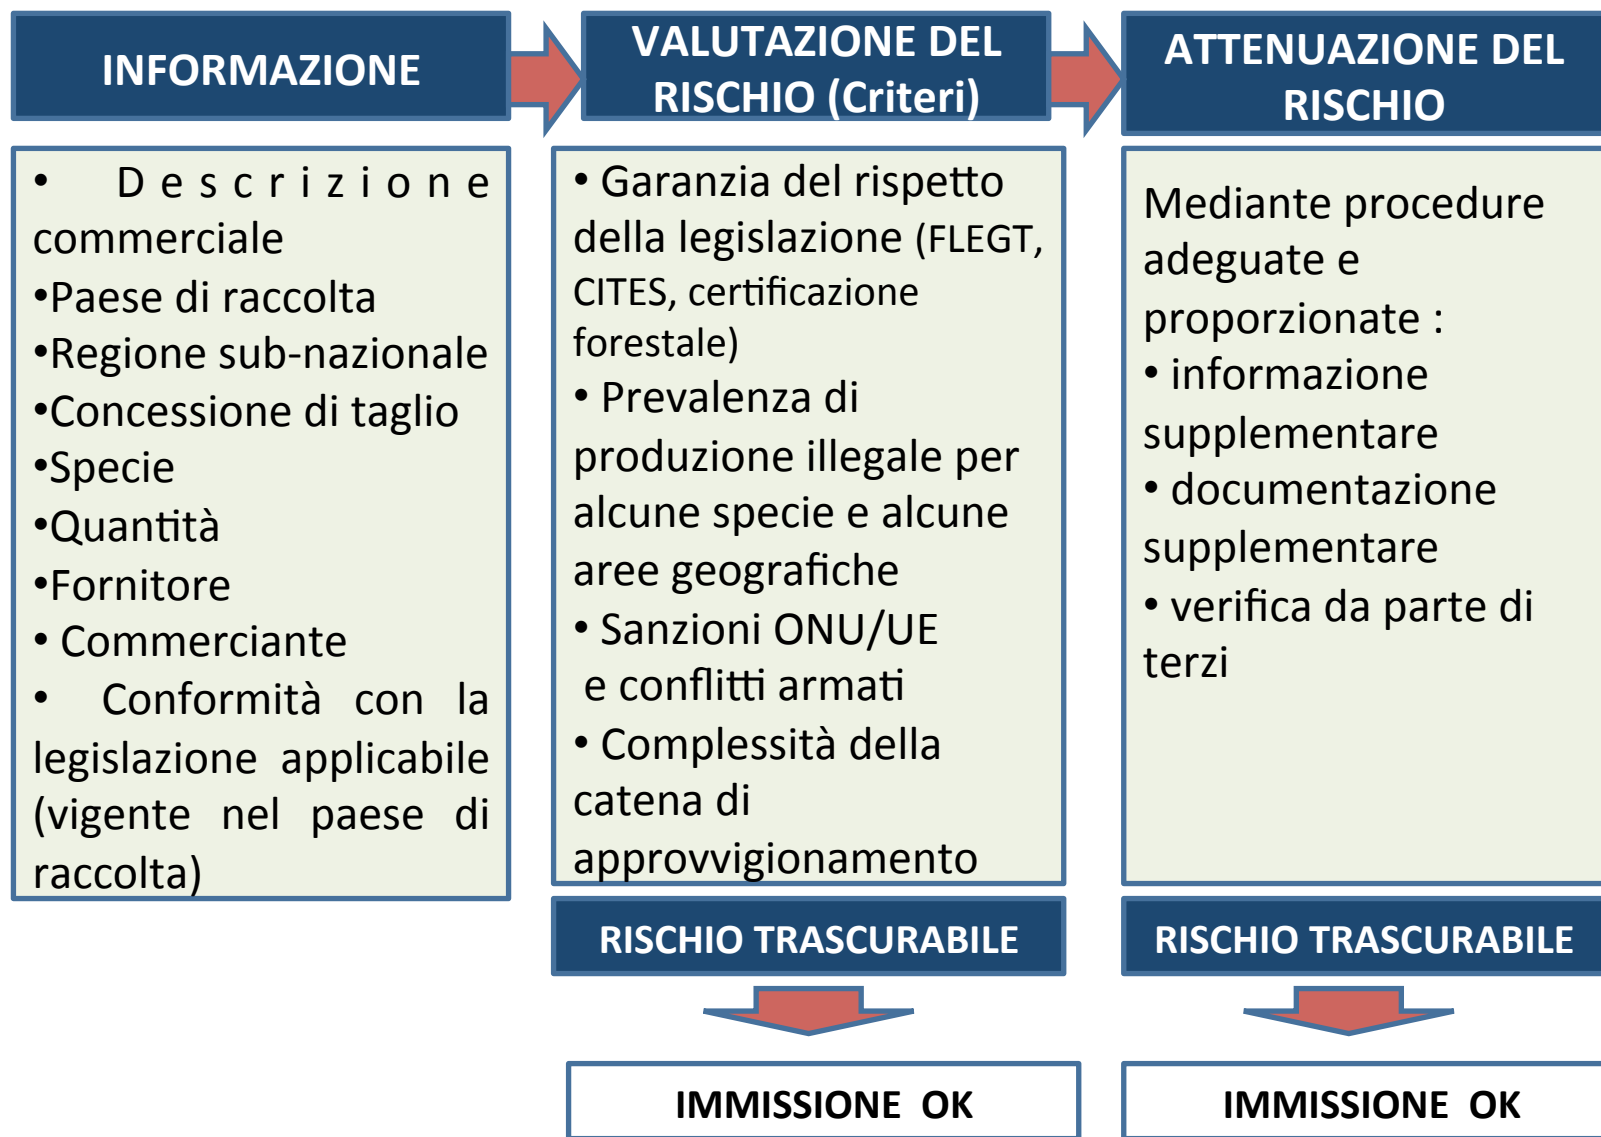 INFORMAZIONE
VALUTAZIONE DEL
RISCHIO (Criteri)
ATTENUAZIONE DEL
RISCHIO
• Descrizione
commerciale
•Paese di raccolta
•Regione sub-nazionale
•Concessione di taglio
•Specie
•Quantità
•Fornitore
• Commerciante
• Conformità con la
legislazione applicabile
(vigente nel paese di
raccolta)
• Garanzia del rispetto
della legislazione (FLEGT,
CITES, certificazione
forestale)
• Prevalenza di
produzione illegale per
alcune specie e alcune
aree geografiche
• Sanzioni ONU/UE
e conflitti armati
• Complessità della
catena di
approvvigionamento
Mediante procedure
adeguate e
proporzionate :
• informazione
supplementare
• documentazione
supplementare
• verifica da parte di
terzi
RISCHIO TRASCURABILE
RISCHIO TRASCURABILE
IMMISSIONE OK
IMMISSIONE OK